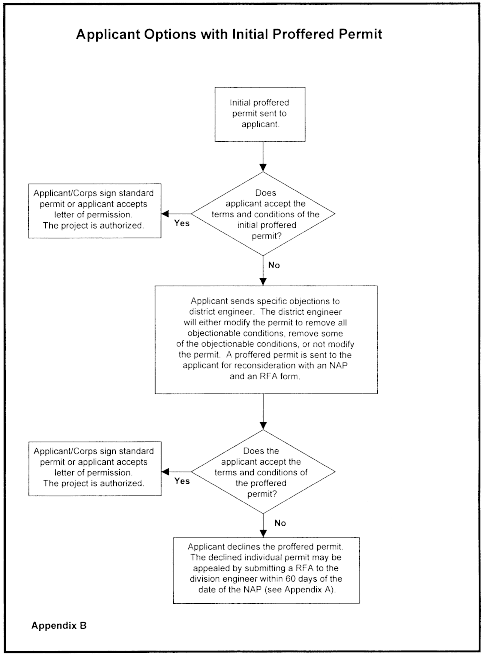 Applicant Options with Initial Proffered Permit
Initial proffered
permit sent to
applicant.
Does
applicant accept the
terms and conditions of the
initial proffered
permit?
Yes
Applicant/Corps sign standard
permit or applicant accepts
letter of permission.
The project is authorized.
No
Applicant sends specific objections to
district engineer. The district engineer
will either modify the permit to remove all
objectionable conditions, remove some
of the objectionable conditions, or not modify
the permit. A proffered permit is sent to the
applicant for reconsideration with an NAP
and an RFA form.
Does the
applicant accept the
terms and conditions of
the proffered
permit?
Yes
Applicant/Corps sign standard
permit or applicant accepts
letter of permission.
The project is authorized.
No
Applicant declines the proffered permit.
The declined individual permit may be
appealed by submitting a RFA to the
division engineer within 60 days of the
date of the NAP (see Appendix A)
Appendix B